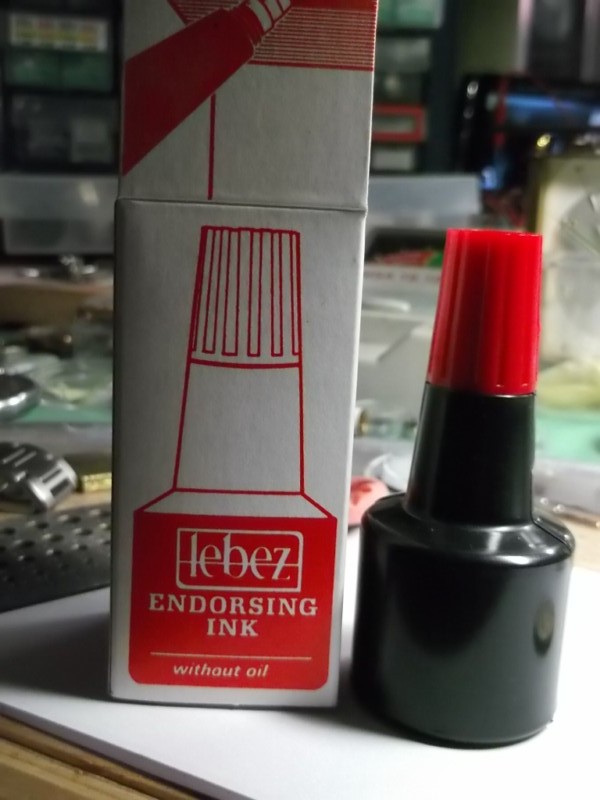 lebez
ENDORSING
INK
without oil